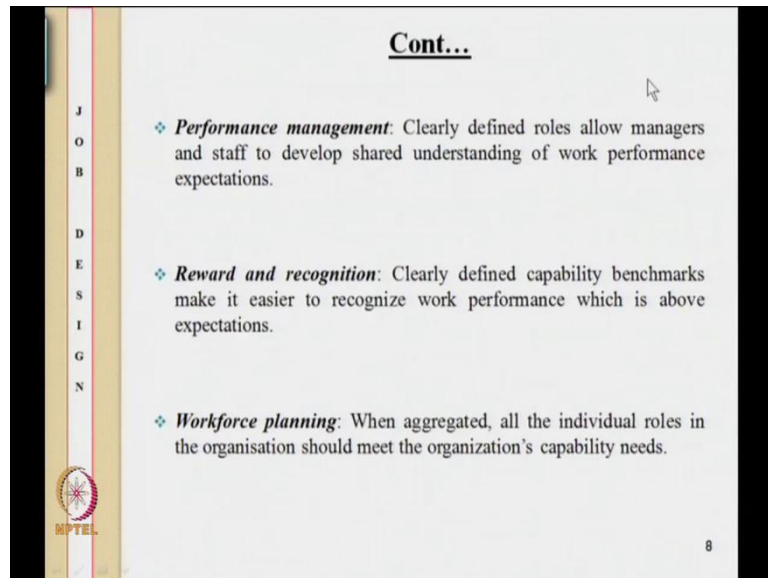 Cont...
JOB DESIGN
❖ Performance management: Clearly defined roles allow managers
and staff to develop shared understanding of work performance
expectations.
❖ Reward and recognition: Clearly defined capability benchmarks
make it easier to recognize work performance which is above
expectations.
❖ Workforce planning: When aggregated, all the individual roles in
the organisation should meet the organization's capability needs.
NPTEL
8